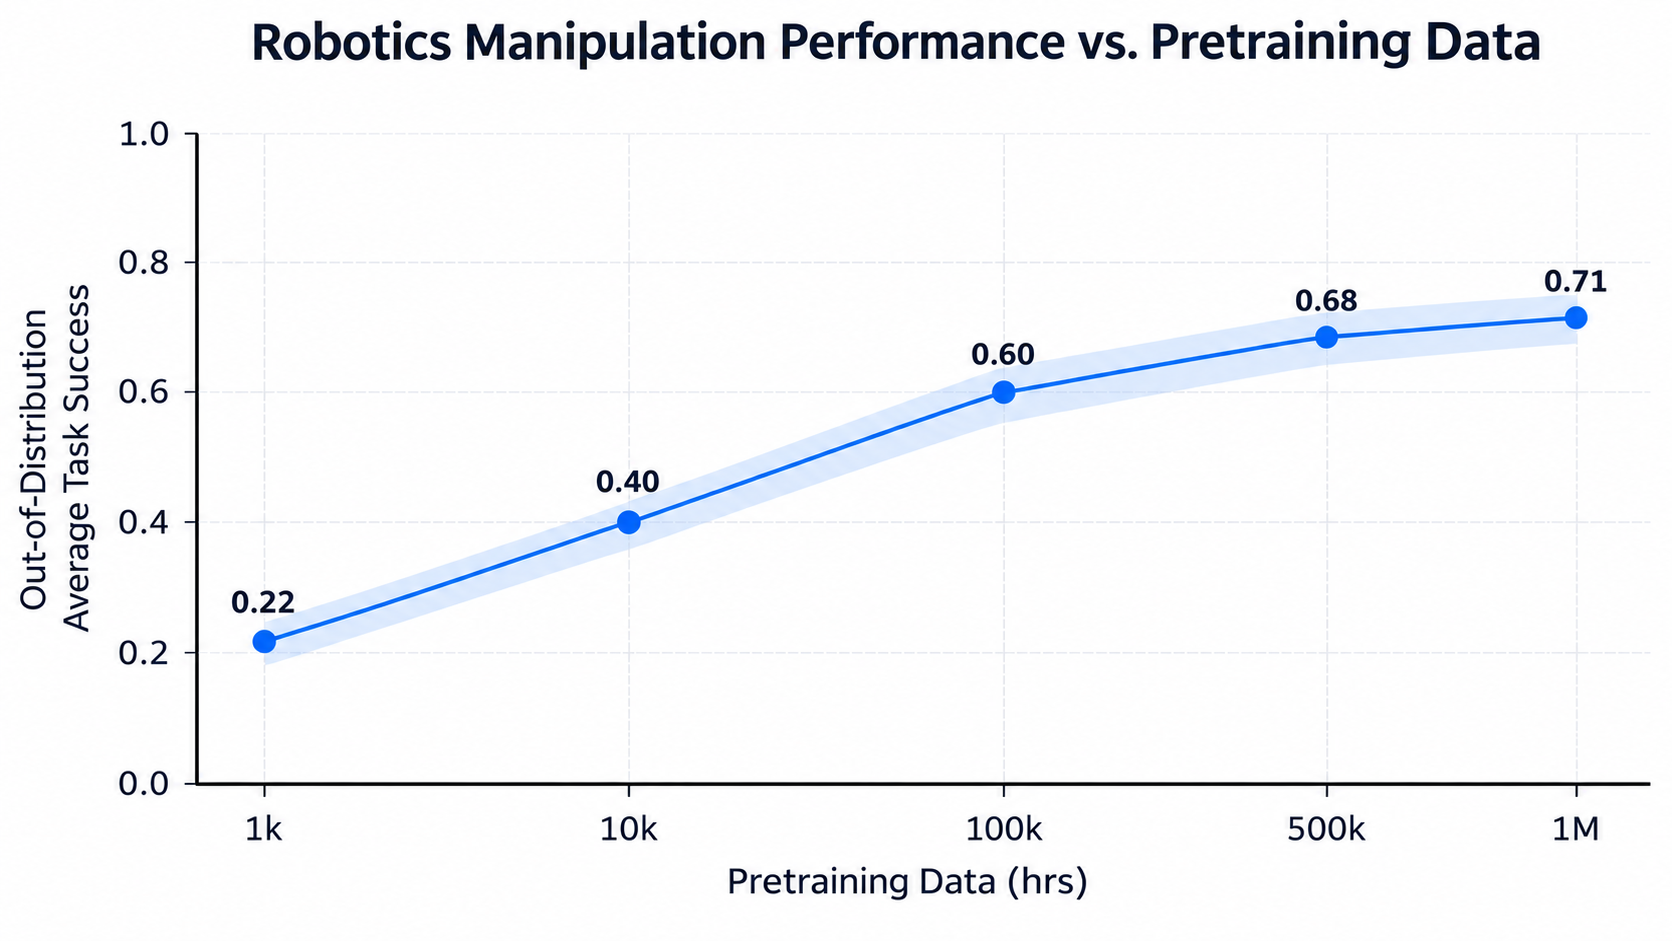 Robotics Manipulation Performance vs. Pretraining Data
Out-of-Distribution
Average Task Success
1.0
0.8
0.6
0.4
0.2
0.0
0.22
0.40
0.60
0.68
0.71
1k
10k
100k
500k
1M
Pretraining Data (hrs)